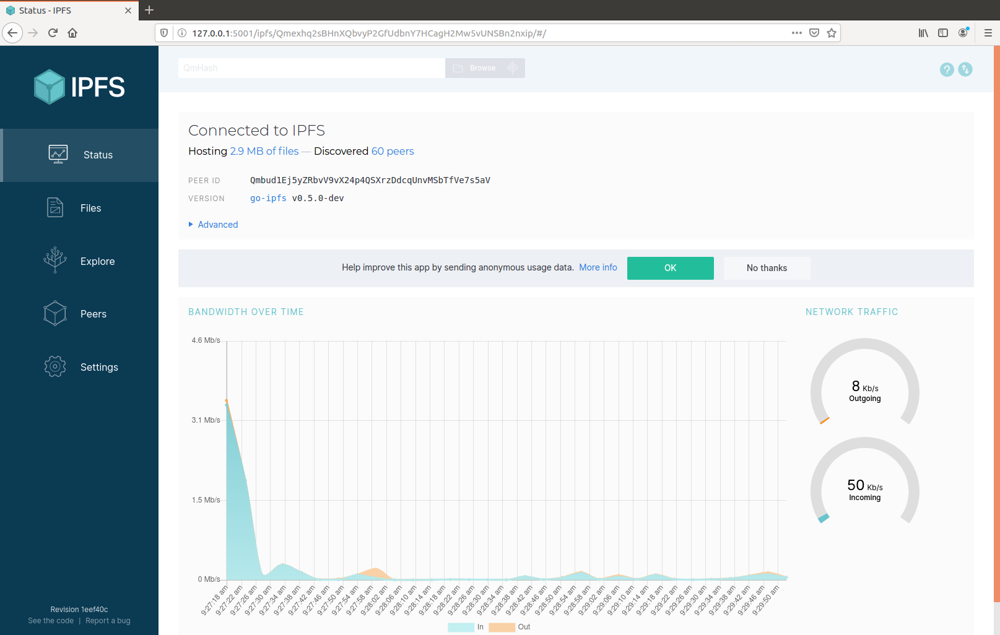 Status - IPFS
127.0.0.1:5001/ipfs/Qmexhq2sBHnXQbvyP2GfUdbnY7HCagH2Mw5vUNSBn2nxip/#/
IPFS
Status
Files
Explore
Peers
Settings
Revision 1eef40c
See the code | Report a bug
QmHash
Browse
Connected to IPFS
Hosting 2.9 MB of files — Discovered 60 peers
PEER ID Qmbud1Ej5yZRbvV9vX24p4QSXrzDdcqUnvMSbTfVe7s5aV
VERSION go-ipfs v0.5.0-dev
Advanced
Help improve this app by sending anonymous usage data. More info OK No thanks
BANDWIDTH OVER TIME
4.6 Mb/s
3.1 Mb/s
1.5 Mb/s
0 Mb/s
9:27:18 am
9:27:22 am
9:27:26 am
9:27:30 am
9:27:34 am
9:27:38 am
9:27:42 am
9:27:46 am
9:27:50 am
9:27:54 am
9:27:58 am
9:28:02 am
9:28:06 am
9:28:10 am
9:28:14 am
9:28:18 am
9:28:22 am
9:28:26 am
9:28:30 am
9:28:34 am
9:28:38 am
9:28:42 am
9:28:46 am
9:28:50 am
9:28:54 am
9:28:58 am
9:29:02 am
9:29:06 am
9:29:10 am
9:29:14 am
9:29:18 am
9:29:22 am
9:29:26 am
9:29:30 am
9:29:34 am
9:29:38 am
9:29:42 am
9:29:46 am
9:29:50 am
In Out
NETWORK TRAFFIC
8 Kb/s
Outgoing
50 Kb/s
Incoming